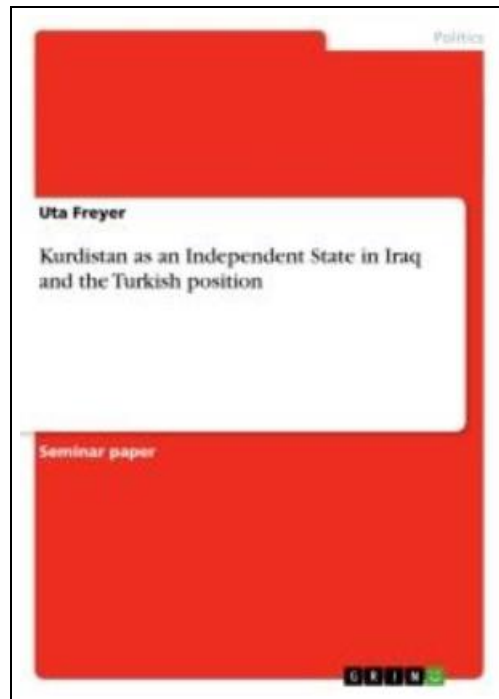 Politics
Uta Freyer
Kurdistan as an Independent State in Iraq
and the Turkish position
Seminar paper
GRIN